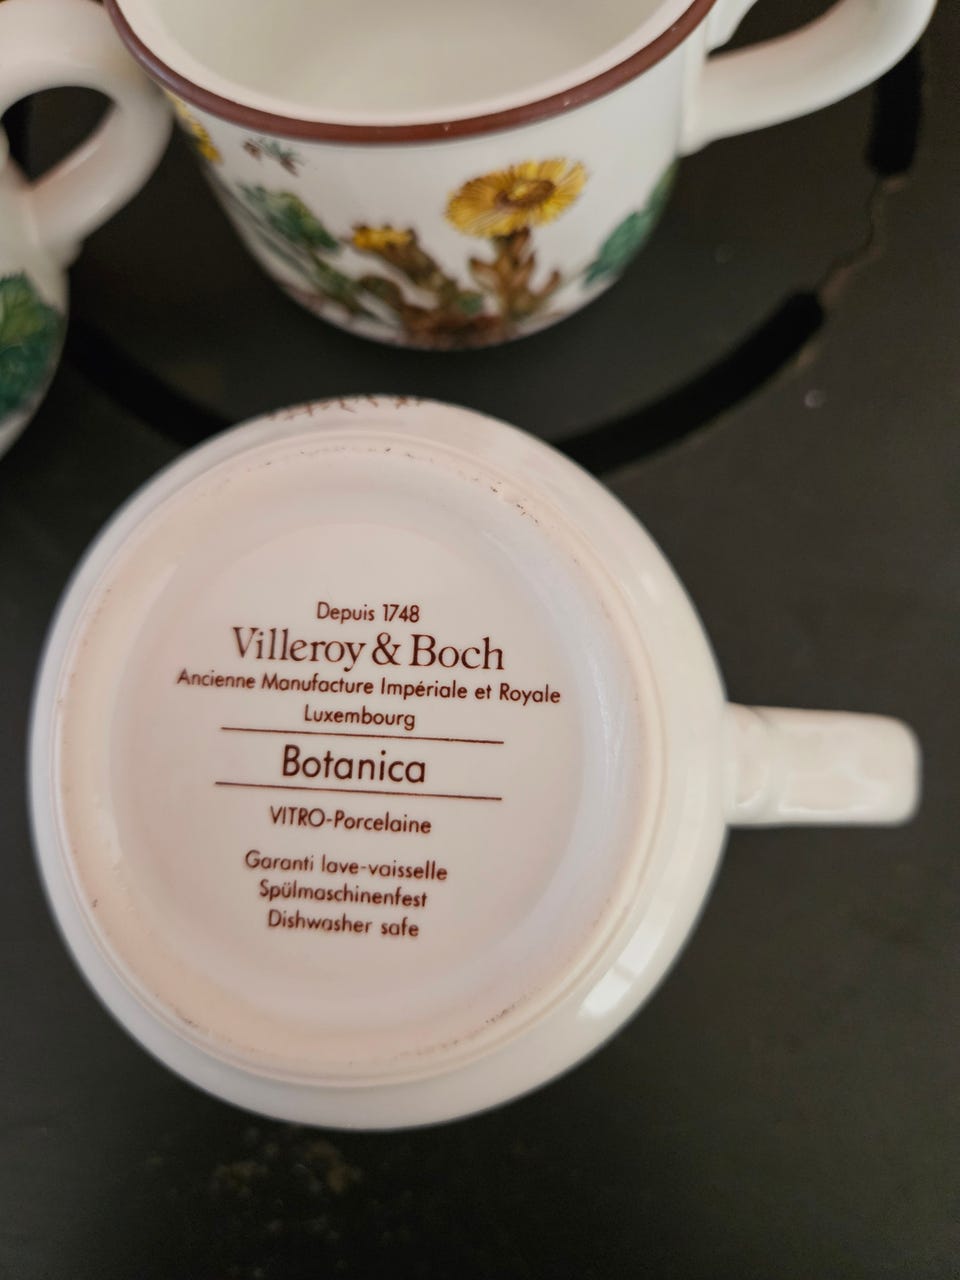 Depuis 1748
Villeroy & Boch
Ancienne Manufacture Impériale et Royale
Luxembourg
Botanica
VITRO-Porcelaine
Garanti lave-vaisselle
Spülmaschinenfest
Dishwasher safe